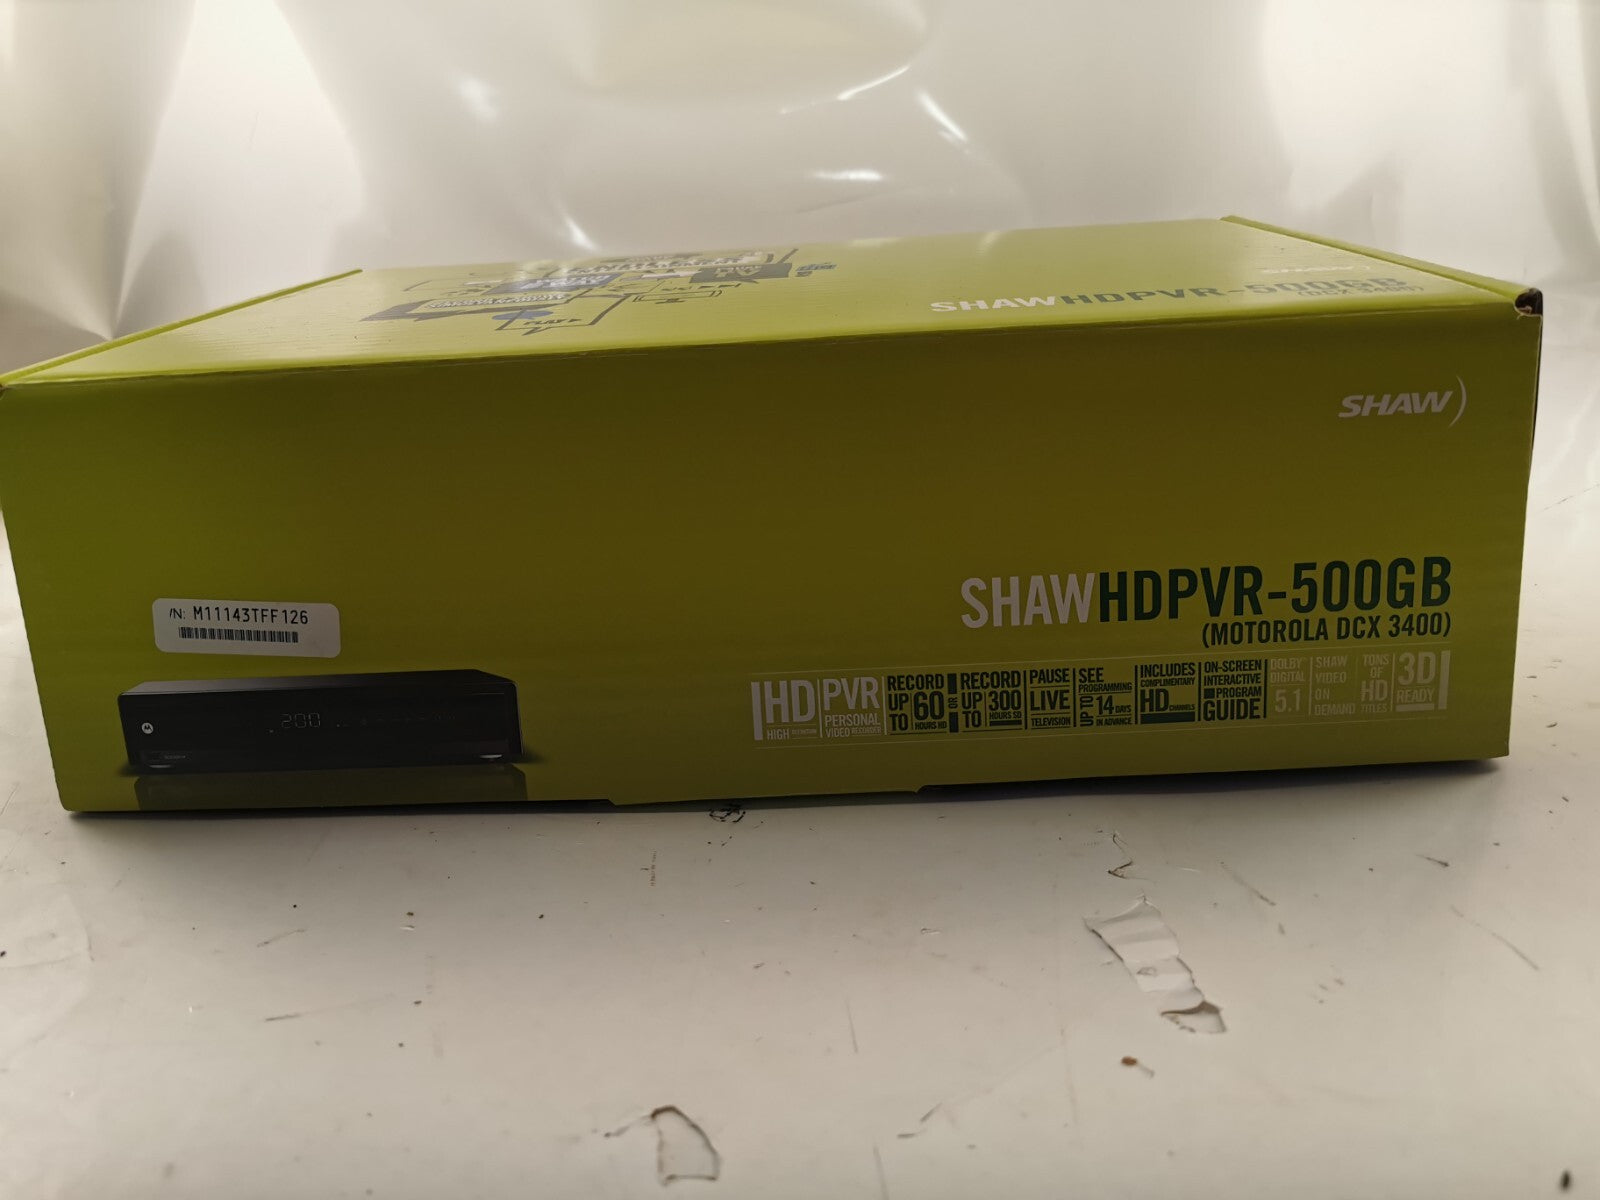 SHAWHDPVR-500GB
SHAW
PLAY
SHAW
/N: M11143TFF126
200
SHAWHDPVR-500GB
(MOTOROLA DCX 3400)
HD
HIGH DEFINITION
PVR
PERSONAL
VIDEO RECORDER
RECORD
UP TO 60
HOURS HD
OR
RECORD
UP TO 300
HOURS SD
PAUSE
LIVE
TELEVISION
SEE
PROGRAMMING
UP TO 14 DAYS
IN ADVANCE
INCLUDES
COMPLIMENTARY
HD CHANNELS
ON-SCREEN
INTERACTIVE
PROGRAM
GUIDE
DOLBY
DIGITAL
5.1
SHAW
VIDEO
ON
DEMAND
TONS
OF
HD
TITLES
3D
READY